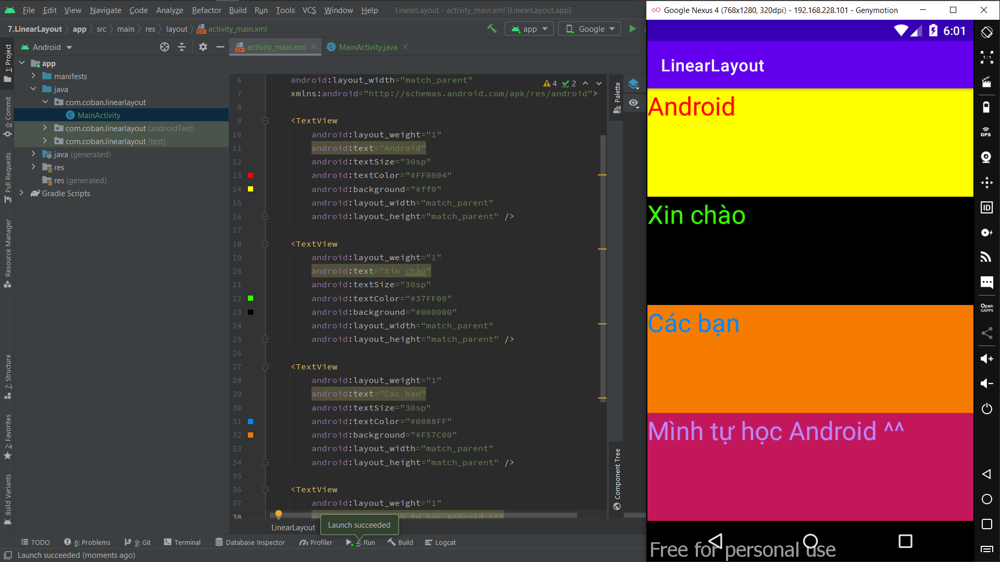 File Edit View Navigate Code Analyze Refactor Build Run Tools VCS Window Help LinearLayout - activity_main.xml [LinearLayout.app]
7.LinearLayout app src main res layout activity_main.xml app Google
Android
activity_main.xml MainActivity.java
1: Project
0: Commit
Pull Requests
Resource Manager
7: Structure
2: Favorites
Build Variants
app
manifests
java
com.coban.linearlayout
MainActivity
com.coban.linearlayout (androidTest)
com.coban.linearlayout (test)
java (generated)
res
res (generated)
Gradle Scripts
4 2
6 android:layout_width="match_parent"
7 xmlns:android="http://schemas.android.com/apk/res/android">
8
9 <TextView
10 android:layout_weight="1"
11 android:text="Android"
12 android:textSize="30sp"
13 android:textColor="#FF0004"
14 android:background="#ff0"
15 android:layout_width="match_parent"
16 android:layout_height="match_parent" />
17
18 <TextView
19 android:layout_weight="1"
20 android:text="Xin chào"
21 android:textSize="30sp"
22 android:textColor="#37FF00"
23 android:background="#000000"
24 android:layout_width="match_parent"
25 android:layout_height="match_parent" />
26
27 <TextView
28 android:layout_weight="1"
29 android:text="Các bạn"
30 android:textSize="30sp"
31 android:textColor="#0088FF"
32 android:background="#F57C00"
33 android:layout_width="match_parent"
34 android:layout_height="match_parent" />
35
36 <TextView
37 android:layout_weight="1"
38 tự học Android ^^"
Palette
Component Tree
LinearLayout
Launch succeeded
TODO 6: Problems 9: Git Terminal Database Inspector Profiler 4: Run Build Logcat
Launch succeeded (moments ago)
Google Nexus 4 (768x1280, 320dpi) - 192.168.228.101 - Genymotion
6:01
LinearLayout
Android
Xin chào
Các bạn
Mình tự học Android ^^
Free for personal use
1:1
GPS
ID
Open
GAPPS